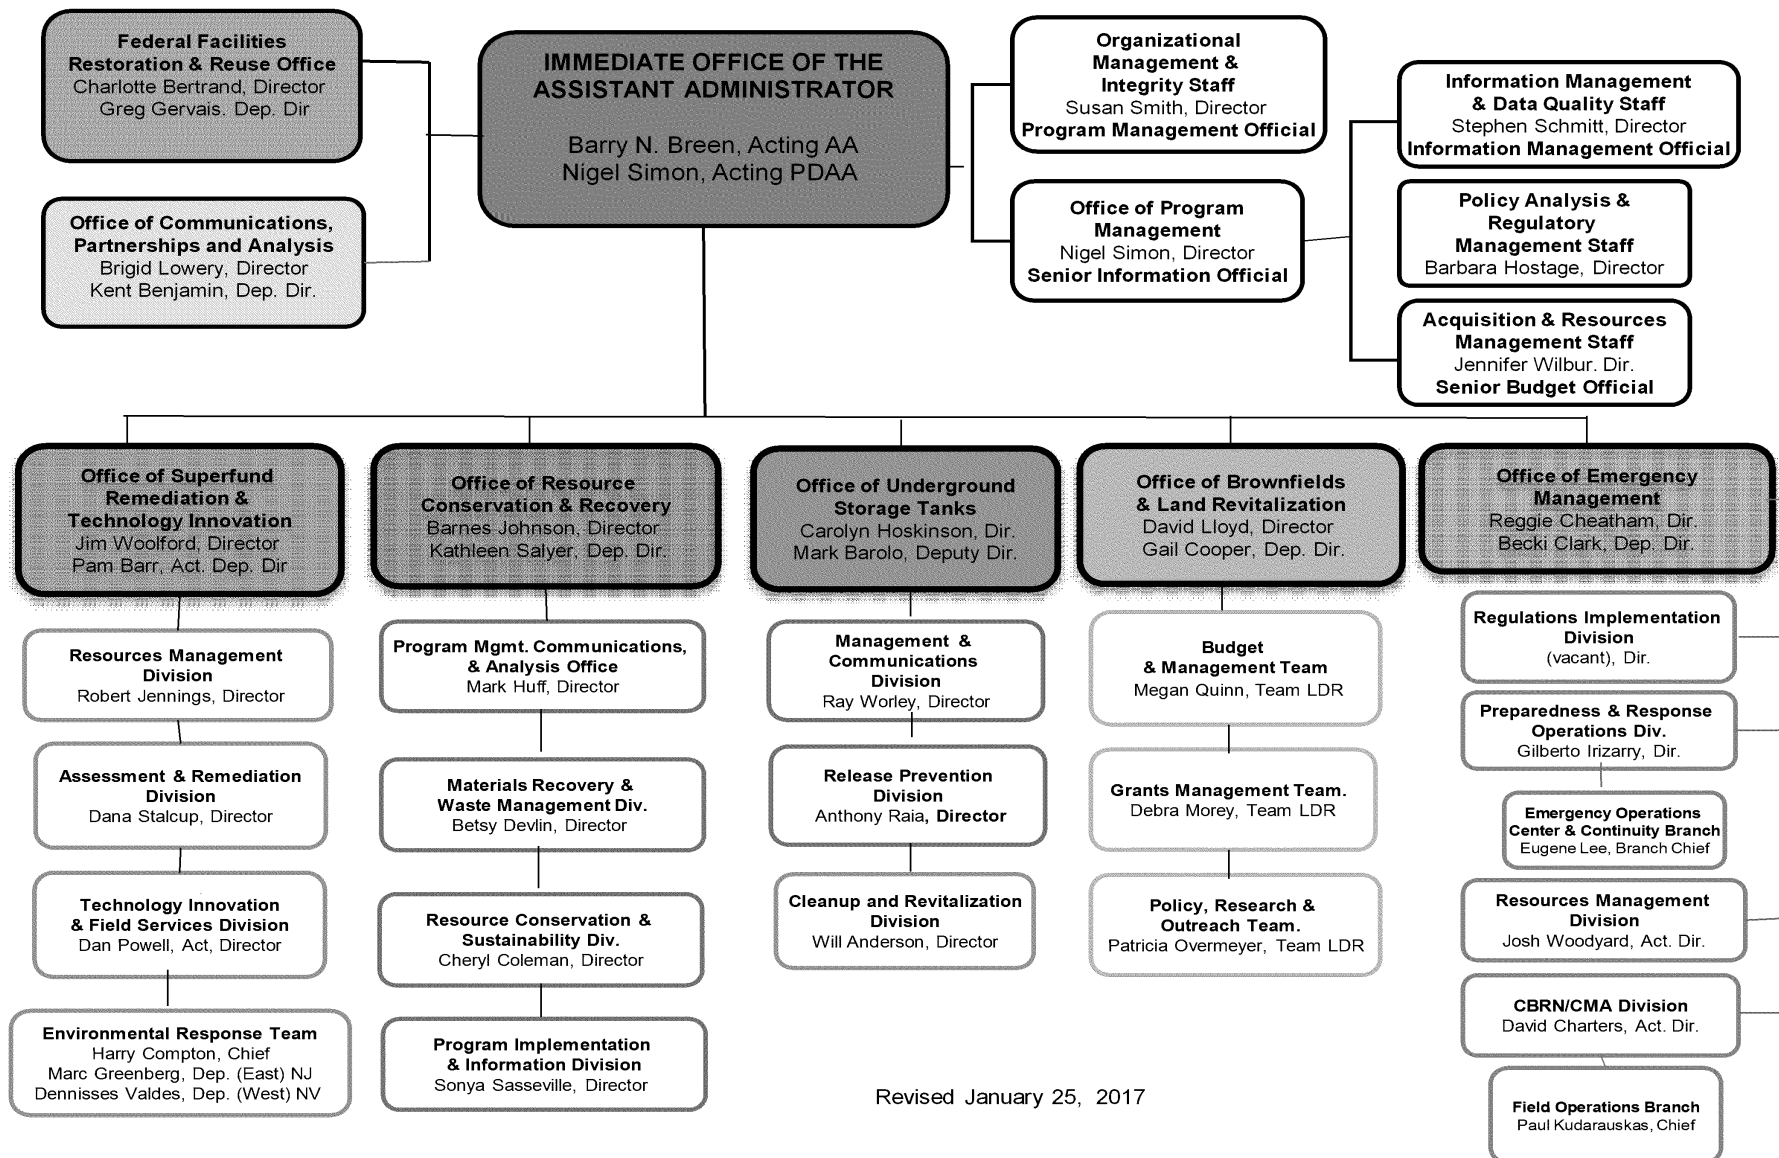 Federal Facilities
Restoration & Reuse Office
Charlotte Bertrand, Director
Greg Gervais. Dep. Dir
IMMEDIATE OFFICE OF THE
ASSISTANT ADMINISTRATOR
Barry N. Breen, Acting AA
Nigel Simon, Acting PDAA
Organizational
Management &
Integrity Staff
Susan Smith, Director
Program Management Official
Information Management
& Data Quality Staff
Stephen Schmitt, Director
Information Management Official
Office of Communications,
Partnerships and Analysis
Brigid Lowery, Director
Kent Benjamin, Dep. Dir.
Office of Program
Management
Nigel Simon, Director
Senior Information Official
Policy Analysis &
Regulatory
Management Staff
Barbara Hostage, Director
Acquisition & Resources
Management Staff
Jennifer Wilbur. Dir.
Senior Budget Official
Office of Superfund
Remediation &
Technology Innovation
Jim Woolford, Director
Pam Barr, Act. Dep. Dir
Resources Management
Division
Robert Jennings, Director
Assessment & Remediation
Division
Dana Stalcup, Director
Technology Innovation
& Field Services Division
Dan Powell, Act, Director
Environmental Response Team
Harry Compton, Chief
Marc Greenberg, Dep. (East) NJ
Dennisses Valdes, Dep. (West) NV
Office of Resource
Conservation & Recovery
Barnes Johnson, Director
Kathleen Salyer, Dep. Dir.
Program Mgmt. Communications,
& Analysis Office
Mark Huff, Director
Materials Recovery &
Waste Management Div.
Betsy Devlin, Director
Resource Conservation &
Sustainability Div.
Cheryl Coleman, Director
Program Implementation
& Information Division
Sonya Sasseville, Director
Office of Underground
Storage Tanks
Carolyn Hoskinson, Dir.
Mark Barolo, Deputy Dir.
Management &
Communications
Division
Ray Worley, Director
Release Prevention
Division
Anthony Raia, Director
Cleanup and Revitalization
Division
Will Anderson, Director
Office of Brownfields
& Land Revitalization
David Lloyd, Director
Gail Cooper, Dep. Dir.
Budget
& Management Team
Megan Quinn, Team LDR
Grants Management Team.
Debra Morey, Team LDR
Policy, Research &
Outreach Team.
Patricia Overmeyer, Team LDR
Office of Emergency
Management
Reggie Cheatham, Dir.
Becki Clark, Dep. Dir.
Regulations Implementation
Division
(vacant), Dir.
Preparedness & Response
Operations Div.
Gilberto Irizarry, Dir.
Emergency Operations
Center & Continuity Branch
Eugene Lee, Branch Chief
Resources Management
Division
Josh Woodyard, Act. Dir.
CBRN/CMA Division
David Charters, Act. Dir.
Field Operations Branch
Paul Kudarauskas, Chief
Revised January 25, 2017